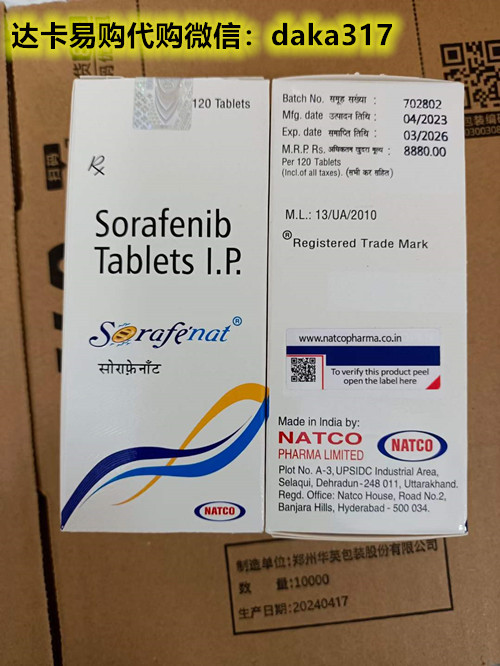 达卡易购代购微信：daka317
120 Tablets
Rx
Sorafenib
Tablets I.P.
Sorafenat®
सोराफ़ेनॉट
NATCO
Batch No. समूह संख्या : 702802
Mfg. date उत्पादन तिथि : 04/2023
Exp. date समाप्ति तिथि : 03/2026
M.R.P. Rs. अधिकतम खुदरा मूल्य : 8880.00
Per 120 Tablets
(Incl.of all taxes). (सभी कर सहित)
M.L.: 13/UA/2010
®Registered Trade Mark
www.natcopharma.co.in
To verify this product peel
open the label here
Made in India by:
NATCO
PHARMA LIMITED
NATCO
Plot No. A-3, UPSIDC Industrial Area,
Selaqui, Dehradun-248 011, Uttarakhand.
Regd. Office: Natco House, Road No.2,
Banjara Hills, Hyderabad - 500 034.
制造单位:郑州华英包装股份有限公司
数 量:10000
生产日期:20240417